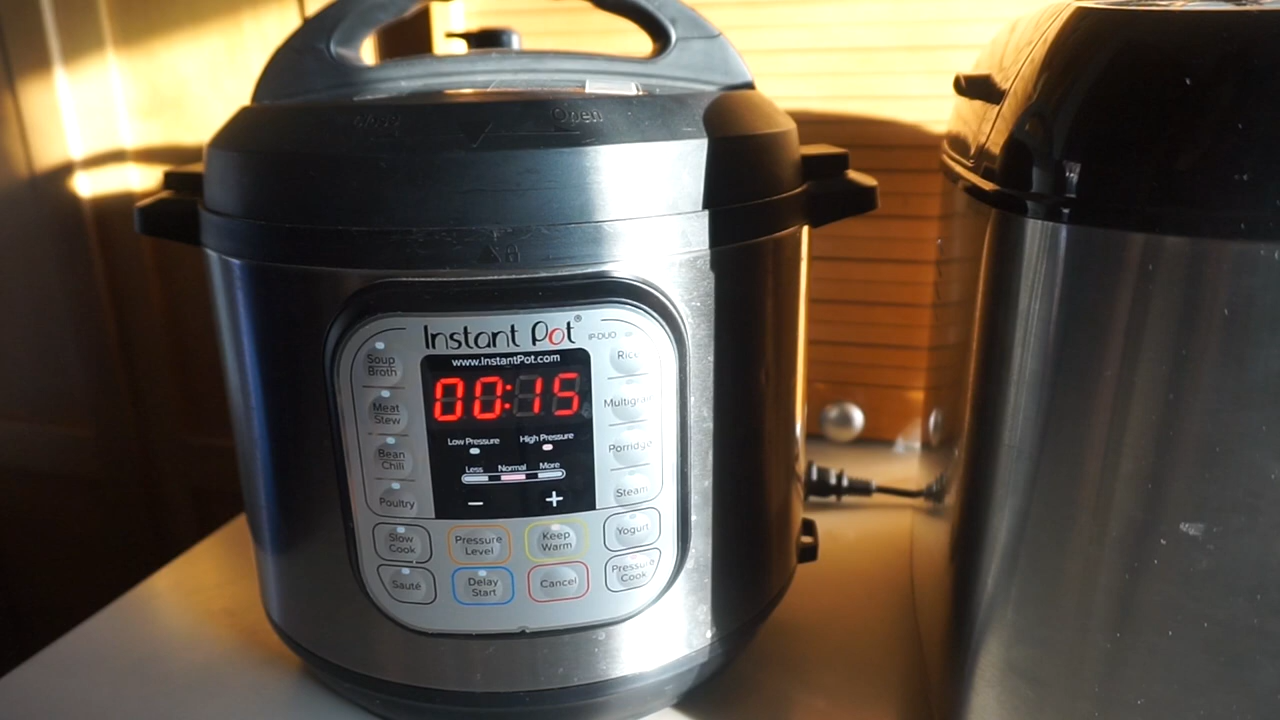 Open
Instant Pot®
IP-DUO
www.InstantPot.com
00:15
Low Pressure
High Pressure
Less
Normal
More
−
+
Soup
Broth
Meat
Stew
Bean
Chili
Poultry
Slow
Cook
Sauté
Pressure
Level
Keep
Warm
Delay
Start
Cancel
Rice
Multigrain
Porridge
Steam
Yogurt
Pressure
Cook